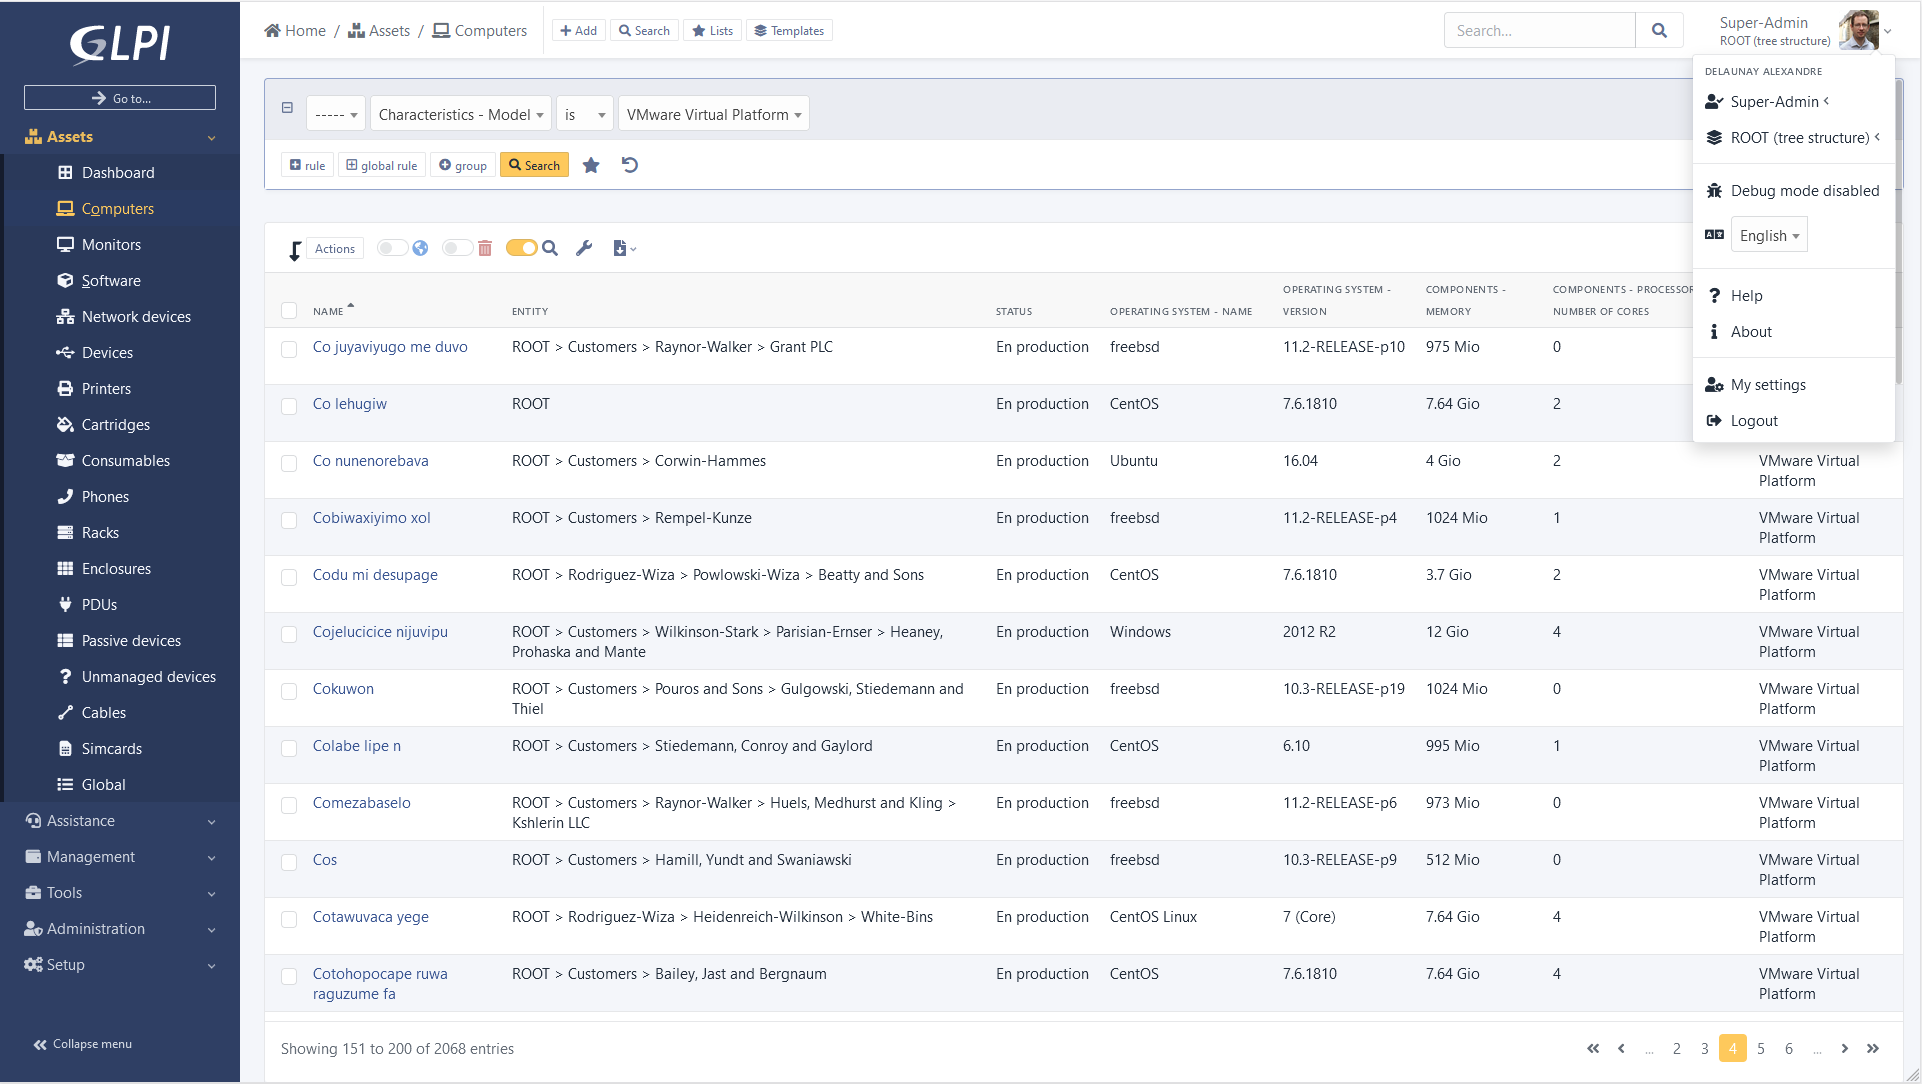 GLPI
Home / Assets / Computers
Add
Search
Lists
Templates
Search...
Super-Admin
ROOT (tree structure)
Go to...
Assets
Dashboard
Computers
Monitors
Software
Network devices
Devices
Printers
Cartridges
Consumables
Phones
Racks
Enclosures
PDUs
Passive devices
Unmanaged devices
Cables
Simcards
Global
Assistance
Management
Tools
Administration
Setup
Collapse menu
DELAUNAY ALEXANDRE
Super-Admin
ROOT (tree structure)
Debug mode disabled
English
Help
About
My settings
Logout
----- Characteristics - Model is VMware Virtual Platform
rule global rule group Search
Actions
NAME ENTITY STATUS OPERATING SYSTEM - NAME OPERATING SYSTEM - VERSION COMPONENTS - MEMORY COMPONENTS - PROCESSOR NUMBER OF CORES
Co juyaviyugo me duvo ROOT > Customers > Raynor-Walker > Grant PLC En production freebsd 11.2-RELEASE-p10 975 Mio 0
Co lehugiw ROOT En production CentOS 7.6.1810 7.64 Gio 2
Co nunenorebava ROOT > Customers > Corwin-Hammes En production Ubuntu 16.04 4 Gio 2 VMware Virtual
Platform
Cobiwaxiyimo xol ROOT > Customers > Rempel-Kunze En production freebsd 11.2-RELEASE-p4 1024 Mio 1 VMware Virtual
Platform
Codu mi desupage ROOT > Rodriguez-Wiza > Powlowski-Wiza > Beatty and Sons En production CentOS 7.6.1810 3.7 Gio 2 VMware Virtual
Platform
Cojelucicice nijuvipu ROOT > Customers > Wilkinson-Stark > Parisian-Ernser > Heaney, En production Windows 2012 R2 12 Gio 4 VMware Virtual
Prohaska and Mante Platform
Cokuwon ROOT > Customers > Pouros and Sons > Gulgowski, Stiedemann and En production freebsd 10.3-RELEASE-p19 1024 Mio 0 VMware Virtual
Thiel Platform
Colabe lipe n ROOT > Customers > Stiedemann, Conroy and Gaylord En production CentOS 6.10 995 Mio 1 VMware Virtual
Platform
Comezabaselo ROOT > Customers > Raynor-Walker > Huels, Medhurst and Kling > En production freebsd 11.2-RELEASE-p6 973 Mio 0 VMware Virtual
Kshlerin LLC Platform
Cos ROOT > Customers > Hamill, Yundt and Swaniawski En production freebsd 10.3-RELEASE-p9 512 Mio 0 VMware Virtual
Platform
Cotawuvaca yege ROOT > Rodriguez-Wiza > Heidenreich-Wilkinson > White-Bins En production CentOS Linux 7 (Core) 7.64 Gio 4 VMware Virtual
Platform
Cotohopocape ruwa ROOT > Customers > Bailey, Jast and Bergnaum En production CentOS 7.6.1810 7.64 Gio 4 VMware Virtual
raguzume fa Platform
Showing 151 to 200 of 2068 entries
... 2 3 4 5 6 ...